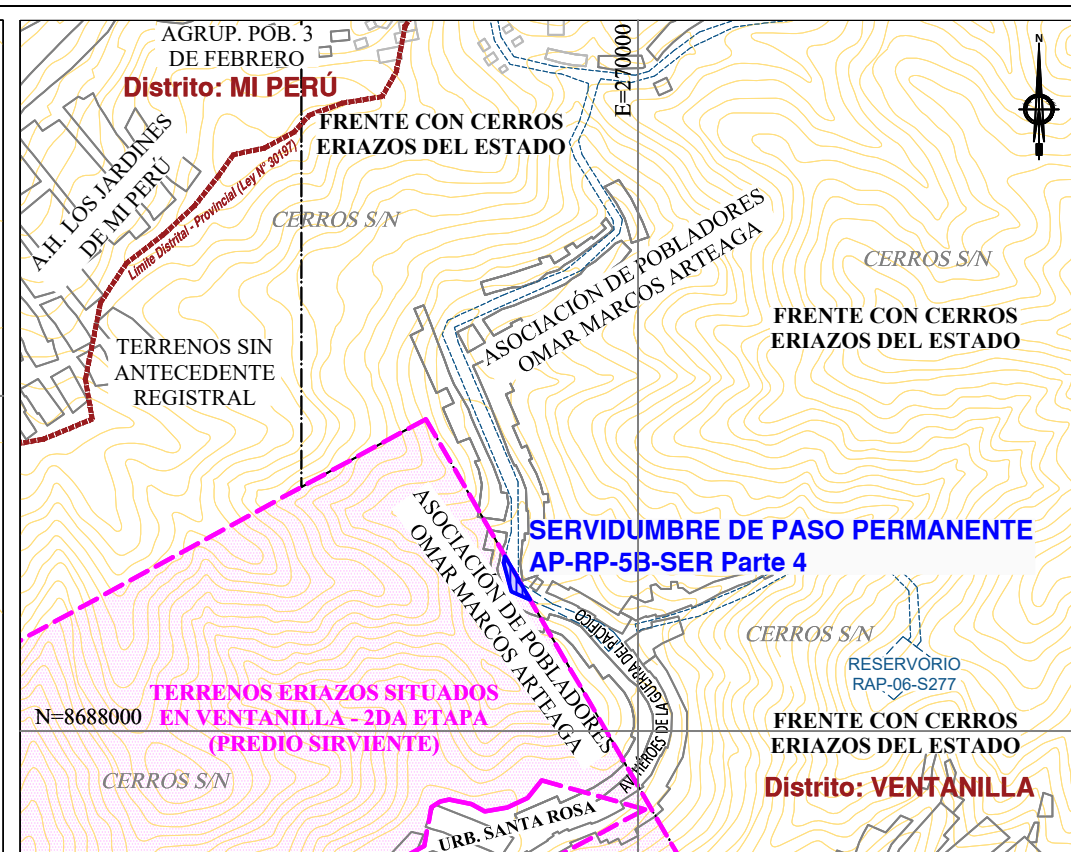 AGRUP. POB. 3
DE FEBRERO
Distrito: MI PERÚ
E=270000
N
FRENTE CON CERROS
ERIAZOS DEL ESTADO
A.H. LOS JARDINES
DE MI PERÚ
Límite Distrital - Provincial (Ley N° 30197)
CERROS S/N
ASOCIACIÓN DE POBLADORES
OMAR MARCOS ARTEAGA
CERROS S/N
FRENTE CON CERROS
ERIAZOS DEL ESTADO
TERRENOS SIN
ANTECEDENTE
REGISTRAL
ASOCIACIÓN DE POBLADORES
OMAR MARCOS ARTEAGA
SERVIDUMBRE DE PASO PERMANENTE
AP-RP-5B-SER Parte 4
AV. HÉROES DE LA GUERRA DEL PACÍFICO
CERROS S/N
RESERVORIO
RAP-06-S277
TERRENOS ERIAZOS SITUADOS
EN VENTANILLA - 2DA ETAPA
(PREDIO SIRVIENTE)
N=8688000
FRENTE CON CERROS
ERIAZOS DEL ESTADO
CERROS S/N
Distrito: VENTANILLA
URB. SANTA ROSA